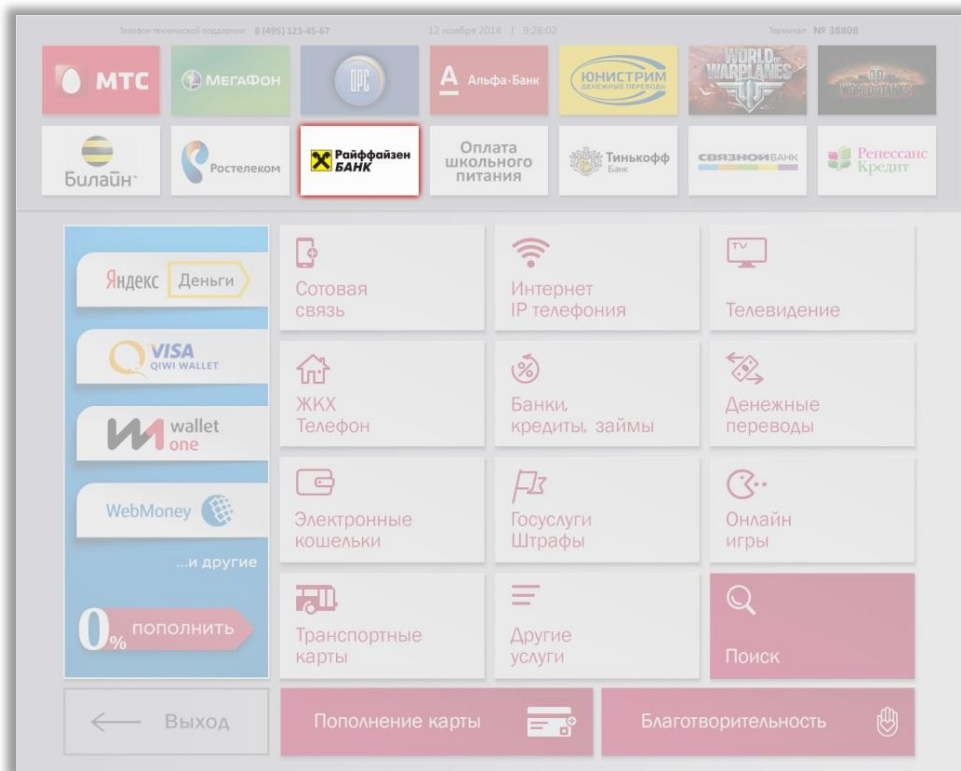 Телефон технической поддержки 8 (495) 123-45-67 12 ноября 2014 | 9:26:02 Терминал № 38808
МТС
МЕГАФОН
ОРС
Альфа-Банк
ЮНИСТРИМ
ДЕНЕЖНЫЕ ПЕРЕВОДЫ
WORLD OF
WARPLANES
WORLD OF TANKS
Билайн
Ростелеком
Райффайзен
БАНК
Оплата
школьного
питания
Тинькофф
Банк
СВЯЗНОЙ БАНК
Ренессанс
Кредит
Яндекс Деньги
VISA
QIWI WALLET
wallet
one
WebMoney
...и другие
0% ПОПОЛНИТЬ
Сотовая
связь
Интернет
IP телефония
TV
Телевидение
ЖКХ
Телефон
Банки,
кредиты, займы
Денежные
переводы
Электронные
кошельки
Госуслуги
Штрафы
Онлайн
игры
Транспортные
карты
Другие
услуги
Поиск
Выход
Пополнение карты
Благотворительность